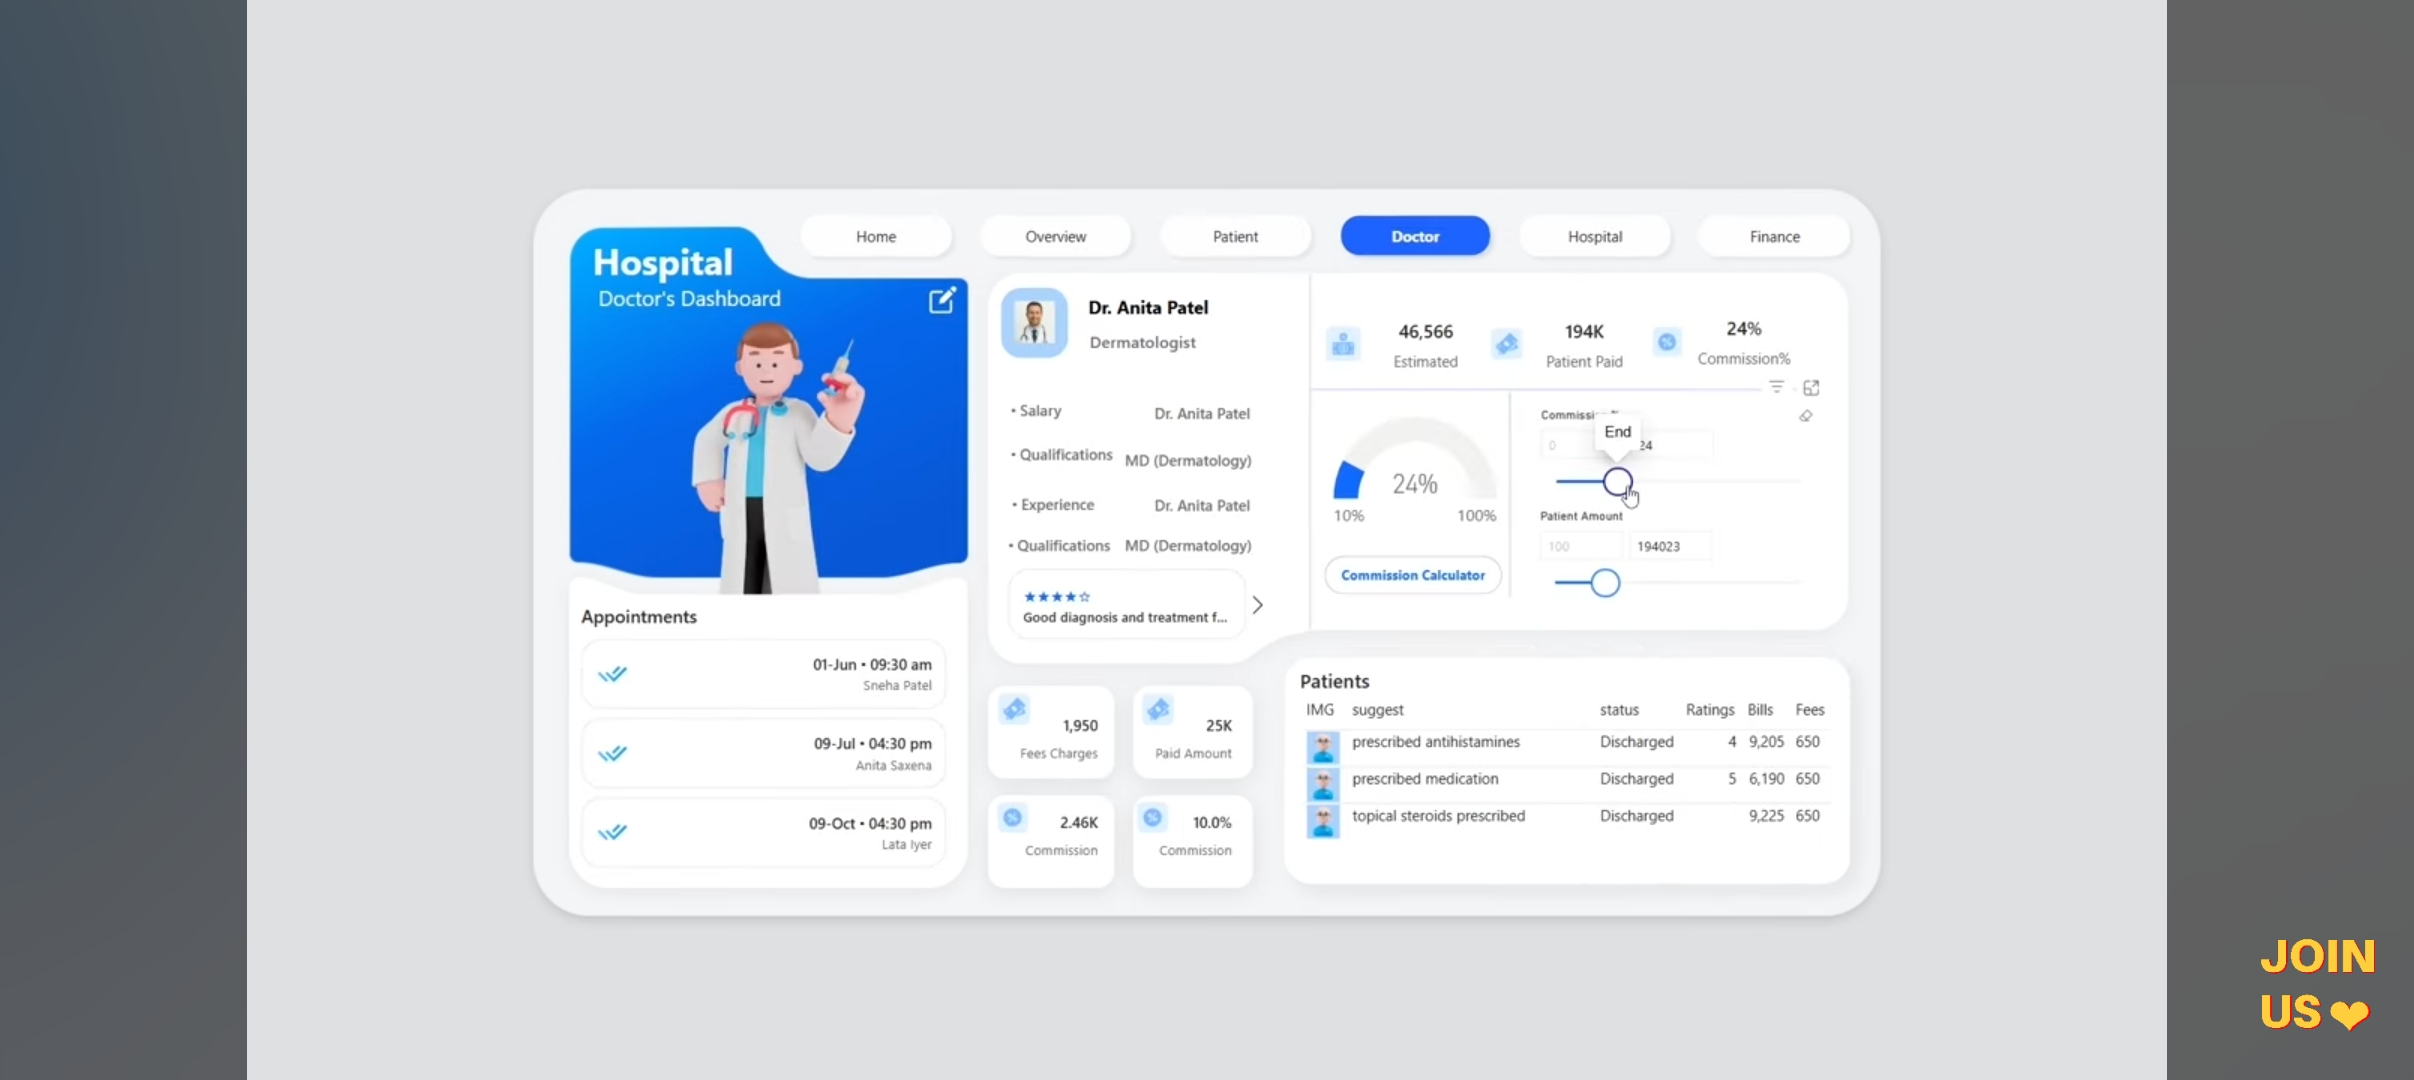 Home
Overview
Patient
Doctor
Hospital
Finance
Hospital
Doctor's Dashboard
Appointments
01-Jun • 09:30 am
Sneha Patel
09-Jul • 04:30 pm
Anita Saxena
09-Oct • 04:30 pm
Lata Iyer
Dr. Anita Patel
Dermatologist
• Salary Dr. Anita Patel
• Qualifications MD (Dermatology)
• Experience Dr. Anita Patel
• Qualifications MD (Dermatology)
★★★★☆
Good diagnosis and treatment f...
46,566
Estimated
194K
Patient Paid
24%
Commission%
24%
10% 100%
Commission Calculator
End
0 24
Patient Amount
100 194023
1,950
Fees Charges
25K
Paid Amount
2.46K
Commission
10.0%
Commission
Patients
IMG suggest status Ratings Bills Fees
prescribed antihistamines Discharged 4 9,205 650
prescribed medication Discharged 5 6,190 650
topical steroids prescribed Discharged 9,225 650
JOIN
US ❤